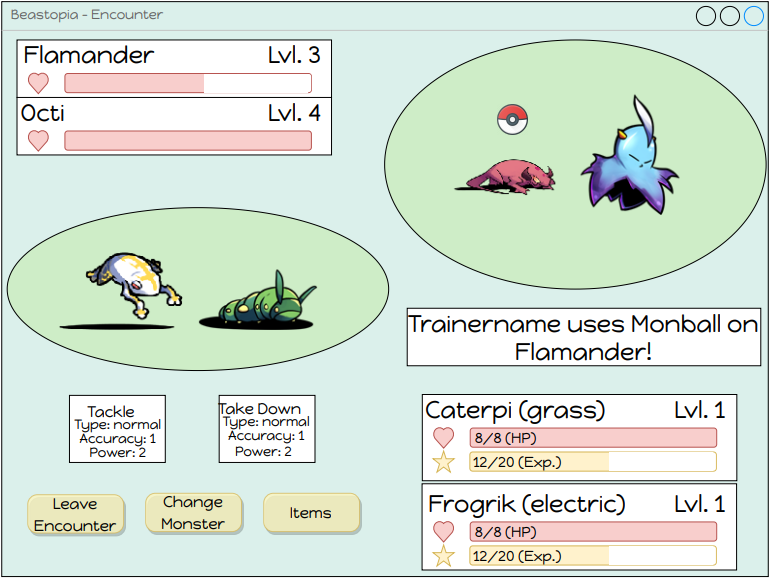 Beastopia - Encounter
Flamander Lvl. 3
Octi Lvl. 4
Trainername uses Monball on
Flamander!
Tackle
Type: normal
Accuracy: 1
Power: 2
Take Down
Type: normal
Accuracy: 1
Power: 2
Caterpi (grass) Lvl. 1
8/8 (HP)
12/20 (Exp.)
Frogrik (electric) Lvl. 1
8/8 (HP)
12/20 (Exp.)
Leave
Encounter
Change
Monster
Items